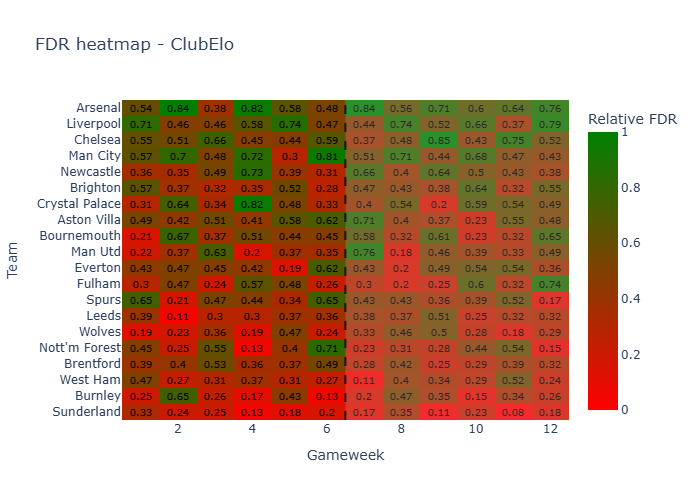 FDR heatmap - ClubElo
Relative FDR
Arsenal 0.54 0.84 0.38 0.82 0.58 0.48 0.84 0.56 0.71 0.6 0.64 0.76
Liverpool 0.71 0.46 0.46 0.58 0.74 0.47 0.44 0.74 0.52 0.66 0.37 0.79
Chelsea 0.55 0.51 0.66 0.45 0.44 0.59 0.37 0.48 0.85 0.43 0.75 0.52
Man City 0.57 0.7 0.48 0.72 0.3 0.81 0.51 0.71 0.44 0.68 0.47 0.43
Newcastle 0.36 0.35 0.49 0.73 0.39 0.31 0.66 0.4 0.64 0.5 0.43 0.38
Brighton 0.57 0.37 0.32 0.35 0.52 0.28 0.47 0.43 0.38 0.64 0.32 0.55
Crystal Palace 0.31 0.64 0.34 0.82 0.48 0.33 0.4 0.54 0.2 0.59 0.54 0.49
Aston Villa 0.49 0.42 0.51 0.41 0.58 0.62 0.71 0.4 0.37 0.23 0.55 0.48
Bournemouth 0.21 0.67 0.37 0.51 0.44 0.45 0.58 0.32 0.61 0.23 0.32 0.65
Man Utd 0.22 0.37 0.63 0.2 0.37 0.35 0.76 0.18 0.46 0.39 0.33 0.49
Everton 0.43 0.47 0.45 0.42 0.19 0.62 0.43 0.2 0.49 0.54 0.54 0.36
Fulham 0.3 0.47 0.24 0.57 0.48 0.26 0.3 0.2 0.25 0.6 0.32 0.74
Spurs 0.65 0.21 0.47 0.44 0.34 0.65 0.43 0.43 0.36 0.39 0.52 0.17
Leeds 0.39 0.11 0.3 0.3 0.37 0.36 0.38 0.37 0.51 0.25 0.32 0.32
Wolves 0.19 0.23 0.36 0.19 0.47 0.24 0.33 0.46 0.5 0.28 0.18 0.29
Nott'm Forest 0.45 0.25 0.55 0.13 0.4 0.71 0.23 0.31 0.28 0.44 0.54 0.15
Brentford 0.39 0.4 0.53 0.36 0.37 0.49 0.28 0.42 0.25 0.29 0.39 0.32
West Ham 0.47 0.27 0.31 0.37 0.31 0.27 0.11 0.4 0.34 0.29 0.52 0.24
Burnley 0.25 0.65 0.26 0.17 0.43 0.13 0.2 0.47 0.35 0.15 0.34 0.26
Sunderland 0.33 0.24 0.25 0.13 0.18 0.2 0.17 0.35 0.11 0.23 0.08 0.18
2 4 6 8 10 12
Gameweek
Team
1
0.8
0.6
0.4
0.2
0